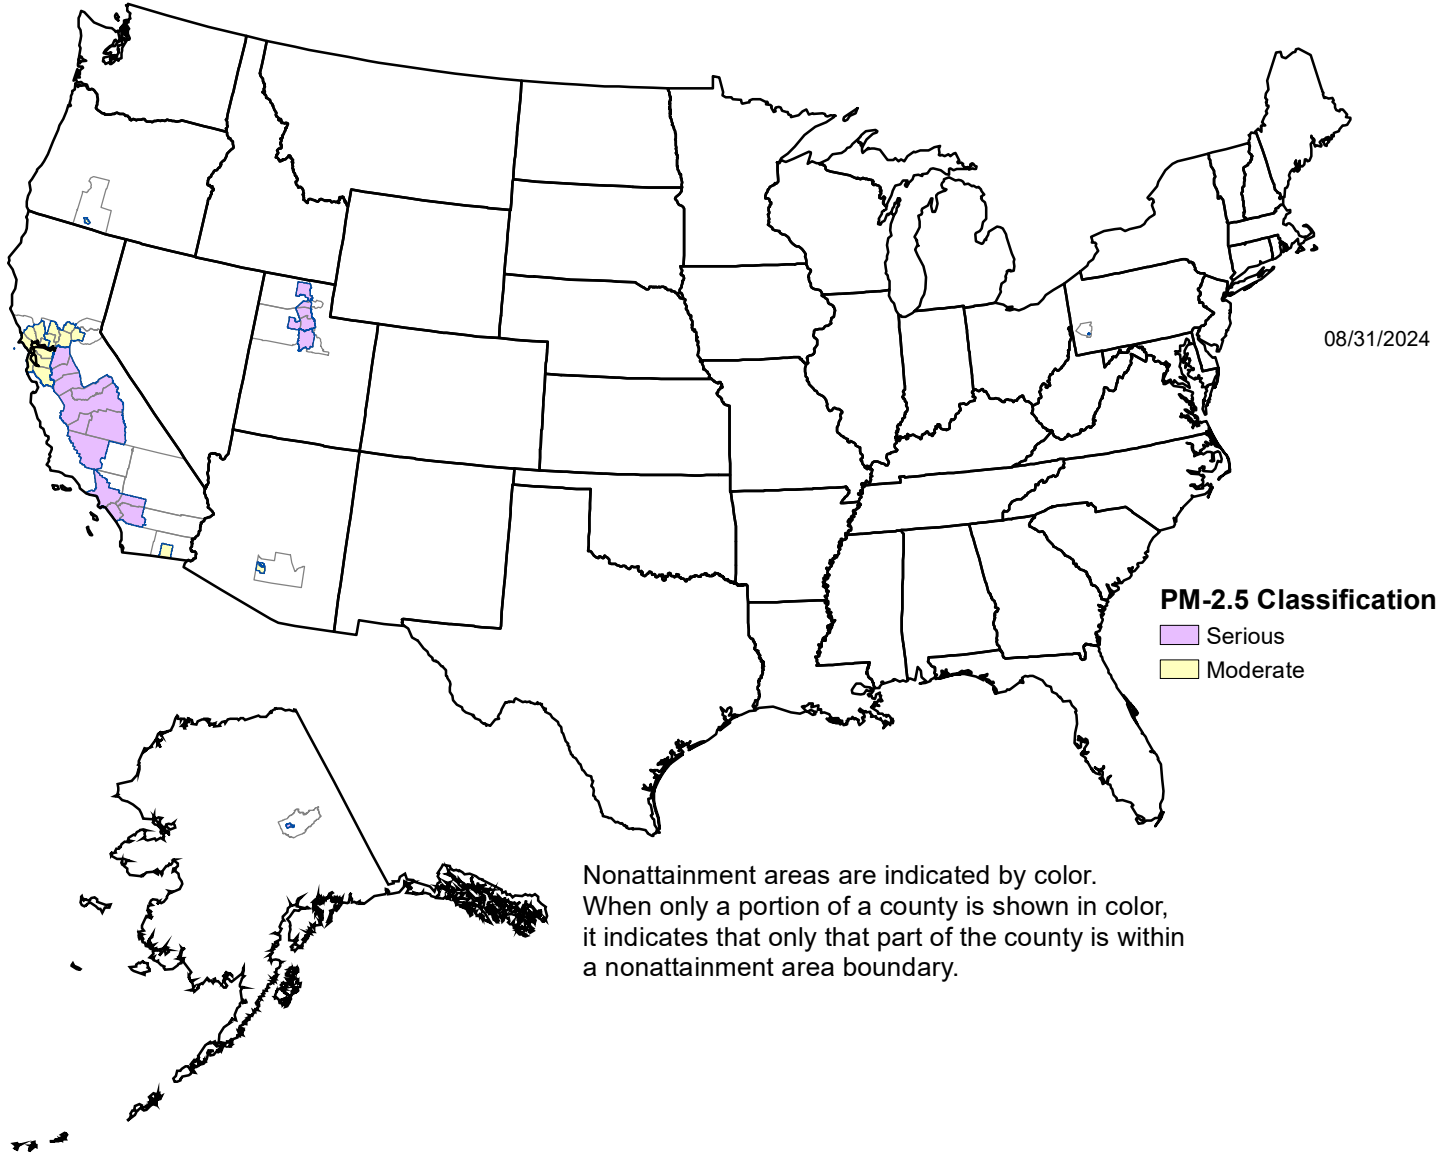 08/31/2024
PM-2.5 Classification
Serious
Moderate
Nonattainment areas are indicated by color.
When only a portion of a county is shown in color,
it indicates that only that part of the county is within
a nonattainment area boundary.